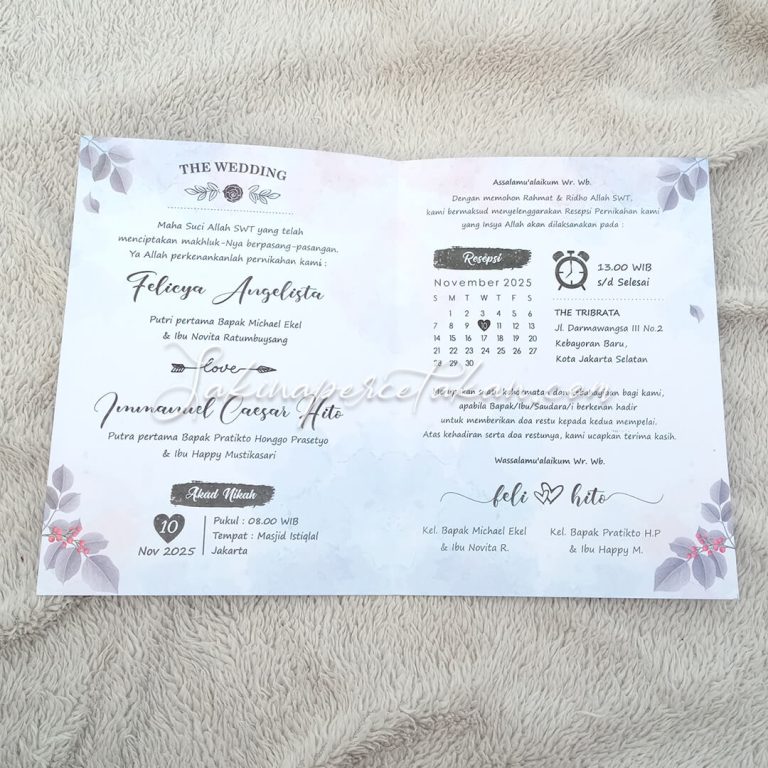 THE WEDDING
Maha Suci Allah SWT yang telah
menciptakan makhluk-Nya berpasang-pasangan.
Ya Allah perkenankanlah pernikahan kami :
Felicya Angelista
Putri pertama Bapak Michael Ekel
& Ibu Novita Ratumbuysang
love
Immanuel Caesar Hito
Putra pertama Bapak Pratikto Honggo Prasetyo
& Ibu Happy Mustikasari
Akad Nikah
10
Nov 2025
Pukul : 08.00 WIB
Tempat : Masjid Istiqlal
Jakarta
Assalamu'alaikum Wr. Wb.
Dengan memohon Rahmat & Ridho Allah SWT,
kami bermaksud menyelenggarakan Resepsi Pernikahan kami
yang Insya Allah akan dilaksanakan pada :
Resepsi
November 2025
S M T W T F S
1 2 3 4 5 6
7 8 9 10 11 12 13
14 15 16 17 18 19 20
21 22 23 24 25 26 27
28 29 30
13.00 WIB
s/d Selesai
THE TRIBRATA
Jl. Darmawangsa III No.2
Kebayoran Baru,
Kota Jakarta Selatan
Sakinapercetakan.com
Merupakan suatu kehormatan dan kebahagiaan bagi kami,
apabila Bapak/Ibu/Saudara/i berkenan hadir
untuk memberikan doa restu kepada kedua mempelai.
Atas kehadiran serta doa restunya, kami ucapkan terima kasih.
Wassalamu'alaikum Wr. Wb.
feli hito
Kel. Bapak Michael Ekel
& Ibu Novita R.
Kel. Bapak Pratikto H.P
& Ibu Happy M.